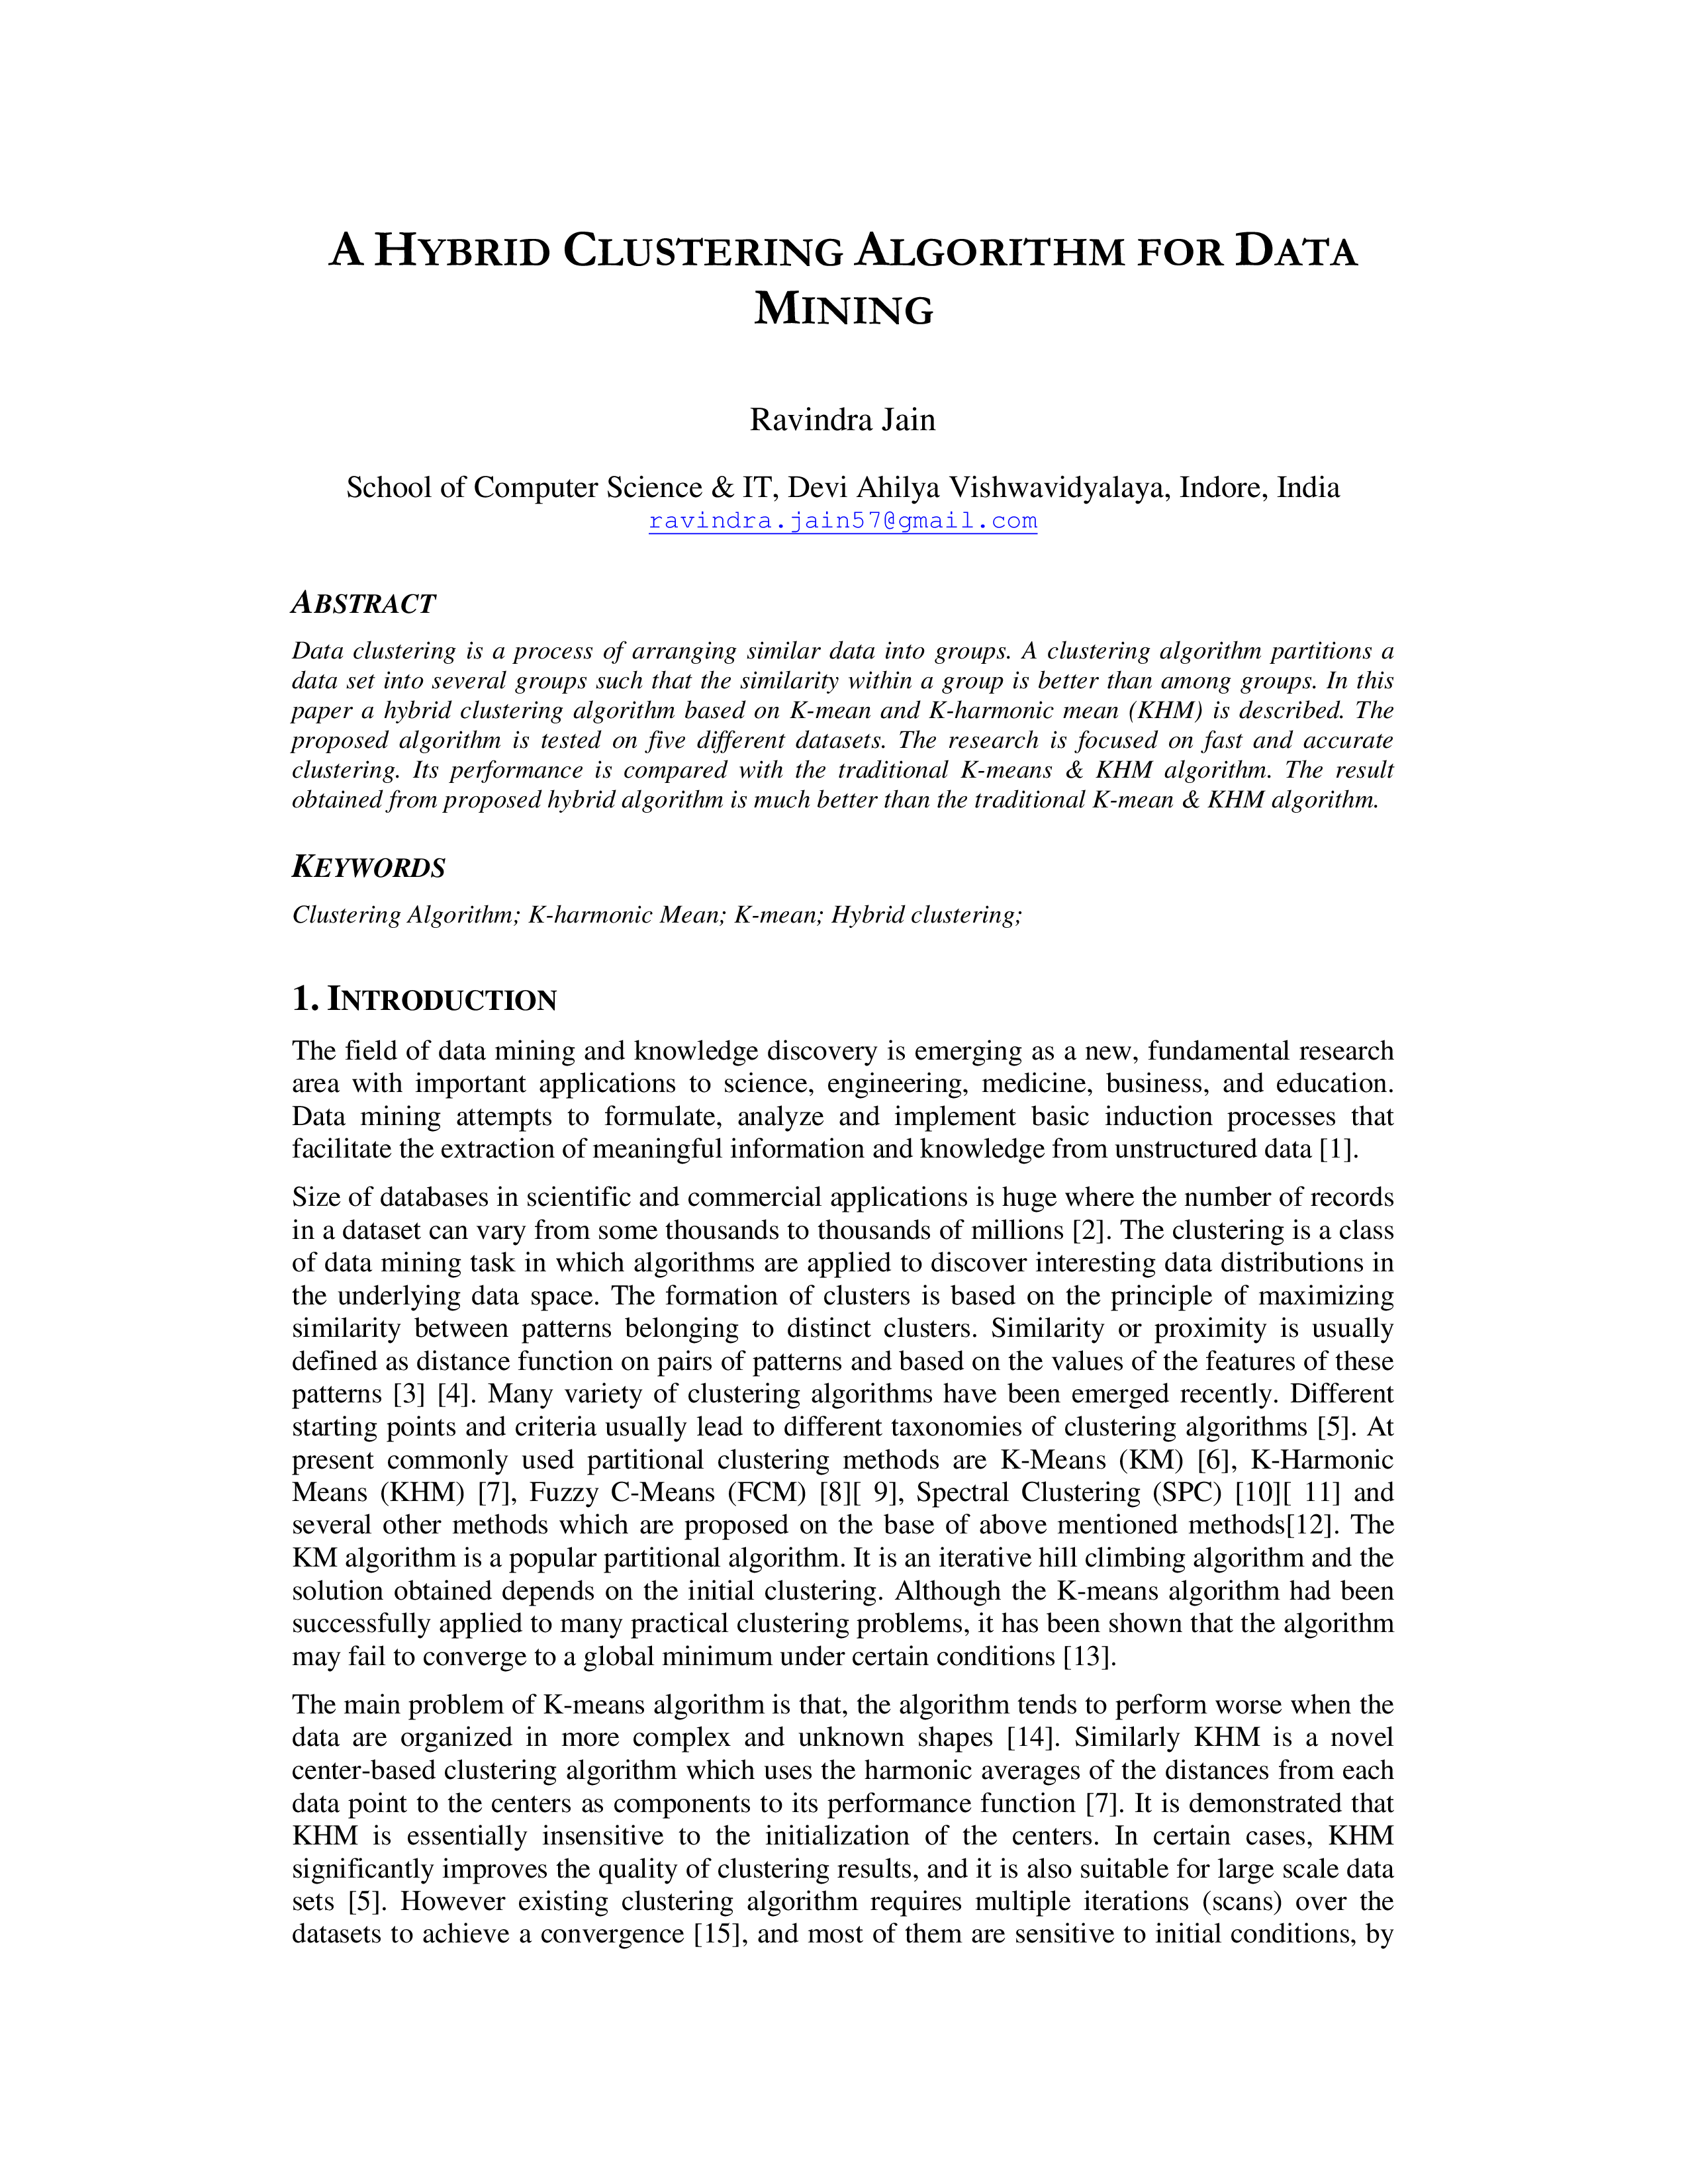 A HYBRID CLUSTERING ALGORITHM FOR DATA
MINING
Ravindra Jain
School of Computer Science & IT, Devi Ahilya Vishwavidyalaya, Indore, India
ravindra.jain57@gmail.com
ABSTRACT
Data clustering is a process of arranging similar data into groups. A clustering algorithm partitions a
data set into several groups such that the similarity within a group is better than among groups. In this
paper a hybrid clustering algorithm based on K-mean and K-harmonic mean (KHM) is described. The
proposed algorithm is tested on five different datasets. The research is focused on fast and accurate
clustering. Its performance is compared with the traditional K-means & KHM algorithm. The result
obtained from proposed hybrid algorithm is much better than the traditional K-mean & KHM algorithm.
KEYWORDS
Clustering Algorithm; K-harmonic Mean; K-mean; Hybrid clustering;
1. INTRODUCTION
The field of data mining and knowledge discovery is emerging as a new, fundamental research
area with important applications to science, engineering, medicine, business, and education.
Data mining attempts to formulate, analyze and implement basic induction processes that
facilitate the extraction of meaningful information and knowledge from unstructured data [1].
Size of databases in scientific and commercial applications is huge where the number of records
in a dataset can vary from some thousands to thousands of millions [2]. The clustering is a class
of data mining task in which algorithms are applied to discover interesting data distributions in
the underlying data space. The formation of clusters is based on the principle of maximizing
similarity between patterns belonging to distinct clusters. Similarity or proximity is usually
defined as distance function on pairs of patterns and based on the values of the features of these
patterns [3] [4]. Many variety of clustering algorithms have been emerged recently. Different
starting points and criteria usually lead to different taxonomies of clustering algorithms [5]. At
present commonly used partitional clustering methods are K-Means (KM) [6], K-Harmonic
Means (KHM) [7], Fuzzy C-Means (FCM) [8][ 9], Spectral Clustering (SPC) [10][ 11] and
several other methods which are proposed on the base of above mentioned methods[12]. The
KM algorithm is a popular partitional algorithm. It is an iterative hill climbing algorithm and the
solution obtained depends on the initial clustering. Although the K-means algorithm had been
successfully applied to many practical clustering problems, it has been shown that the algorithm
may fail to converge to a global minimum under certain conditions [13].
The main problem of K-means algorithm is that, the algorithm tends to perform worse when the
data are organized in more complex and unknown shapes [14]. Similarly KHM is a novel
center-based clustering algorithm which uses the harmonic averages of the distances from each
data point to the centers as components to its performance function [7]. It is demonstrated that
KHM is essentially insensitive to the initialization of the centers. In certain cases, KHM
significantly improves the quality of clustering results, and it is also suitable for large scale data
sets [5]. However existing clustering algorithm requires multiple iterations (scans) over the
datasets to achieve a convergence [15], and most of them are sensitive to initial conditions, by